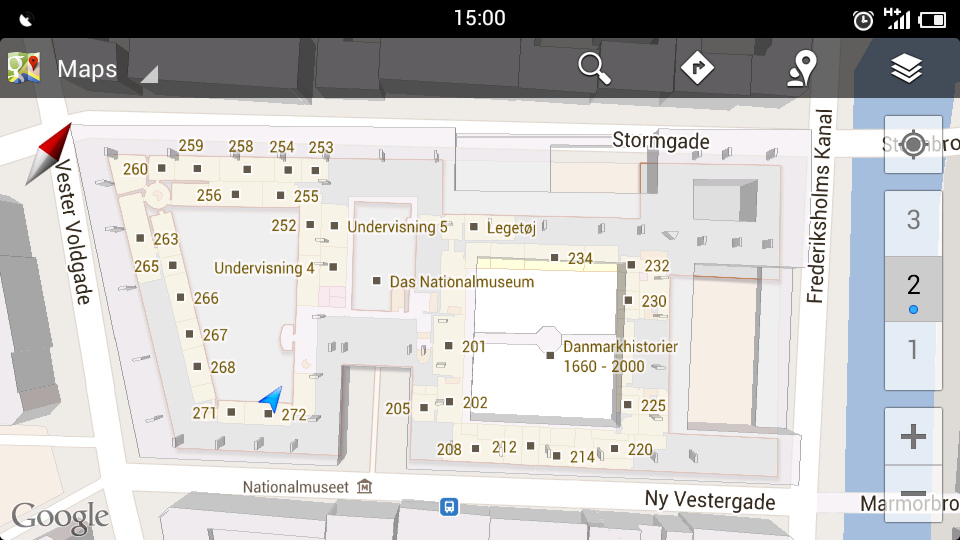 15:00
H+
Maps
Stormgade
Frederiksholms Kanal
Vester Voldgade
259
258
254
253
260
256
255
252
Undervisning 5
Legetøj
263
265
Undervisning 4
234
232
266
Das Nationalmuseum
230
267
201
Danmarkhistorier
1660 - 2000
268
271
272
205
202
225
208
212
214
220
Nationalmuseet
Ny Vestergade
Marmorbro
Google
3
2
1
+
−